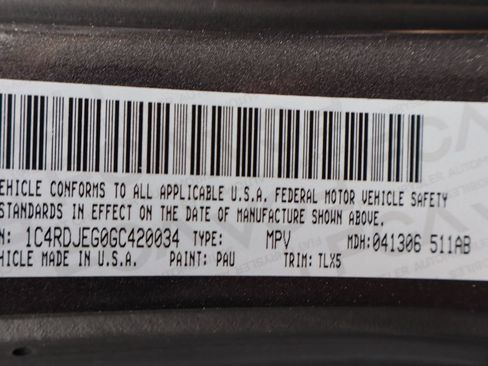 EHICLE CONFORMS TO ALL APPLICABLE U.S.A. FEDERAL MOTOR VEHICLE SAFETY
STANDARDS IN EFFECT ON THE DATE OF MANUFACTURE SHOWN ABOVE.
N: 1C4RDJEG0GC420034 TYPE: MPV MDH: 041306 511AB
EHICLE MADE IN U.S.A. PAINT: PAU TRIM: TLX5